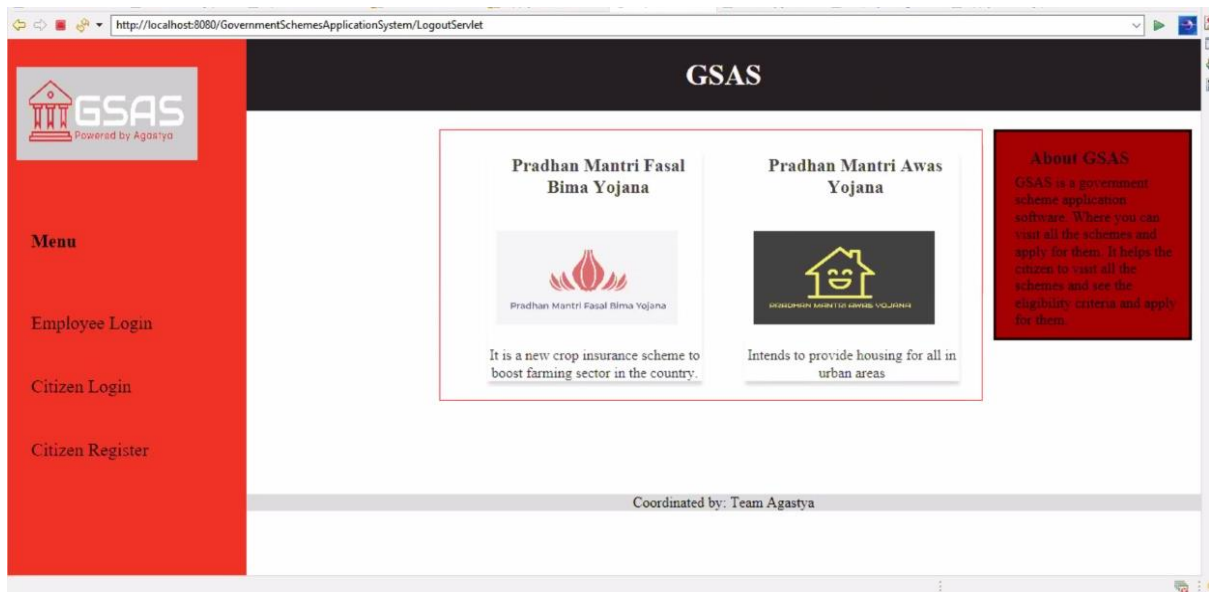 http://localhost:8080/GovernmentSchemesApplicationSystem/LogoutServlet
GSAS
Powered by Agastya
Menu
Employee Login
Citizen Login
Citizen Register
GSAS
Pradhan Mantri Fasal
Bima Yojana
Pradhan Mantri Fasal Bima Yojana
It is a new crop insurance scheme to
boost farming sector in the country.
Pradhan Mantri Awas
Yojana
PRADHAN MANTRI AWAS YOJANA
Intends to provide housing for all in
urban areas
About GSAS
GSAS is a government
scheme application
software. Where you can
visit all the schemes and
apply for them. It helps the
citizen to visit all the
schemes and see the
eligibility criteria and apply
for them.
Coordinated by: Team Agastya